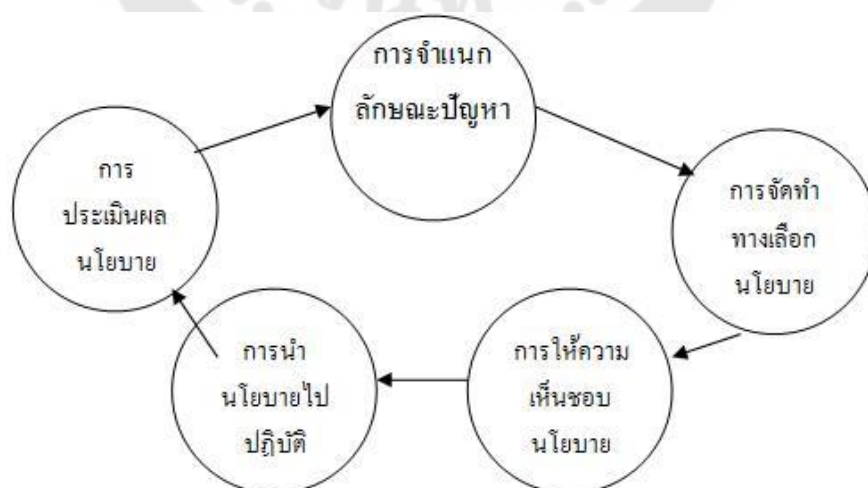 การจำแนก
ลักษณะปัญหา
การจัดทำ
ทางเลือก
นโยบาย
การให้ความ
เห็นชอบ
นโยบาย
การนำ
นโยบายไป
ปฏิบัติ
การ
ประเมินผล
นโยบาย